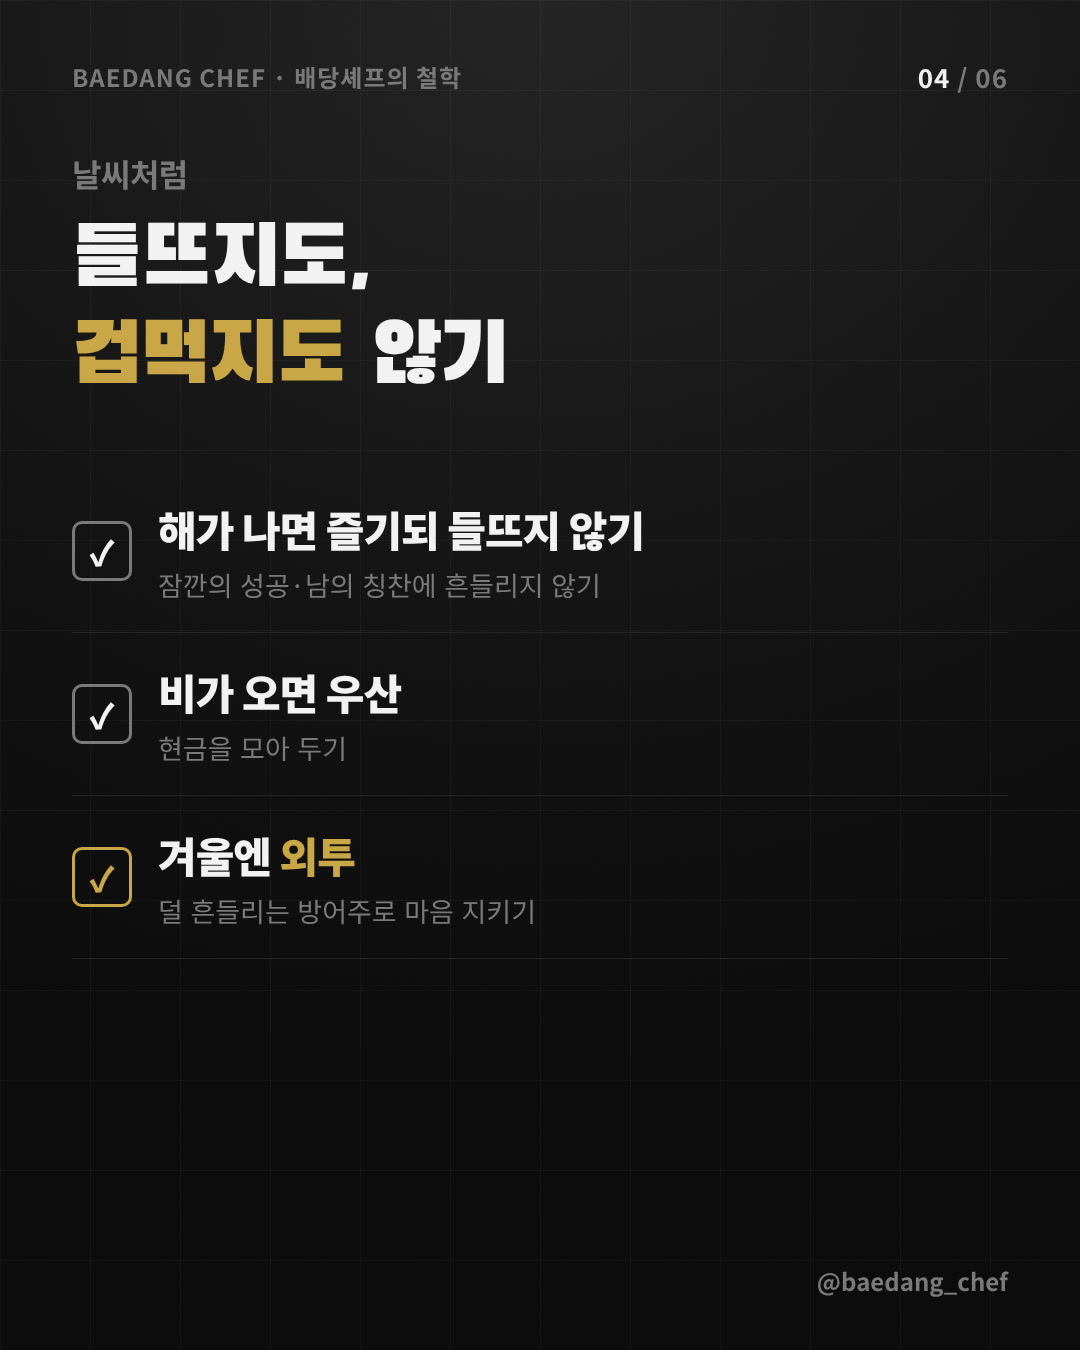 BAEDANG CHEF · 배당셰프의 철학
04 / 06
날씨처럼
들뜨지도,
겁먹지도 않기
해가 나면 즐기되 들뜨지 않기
잠깐의 성공·남의 칭찬에 흔들리지 않기
비가 오면 우산
현금을 모아 두기
겨울엔 외투
덜 흔들리는 방어주로 마음 지키기
@baedang_chef